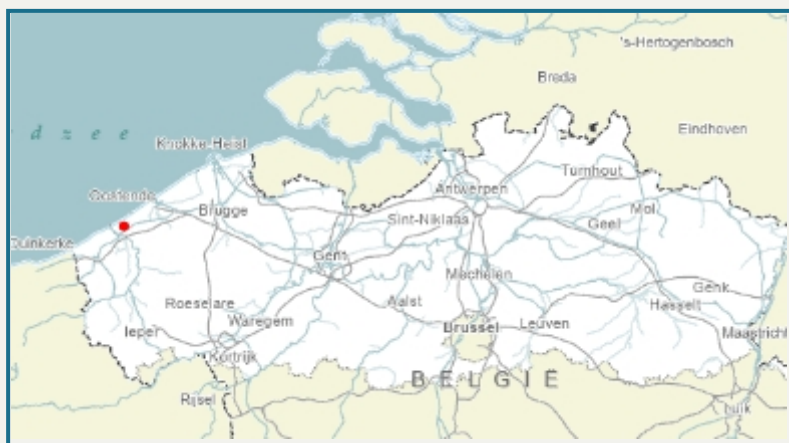 's-Hertogenbosch
Breda
d z e e
Eindhoven
Knokke-Heist
Turnhout
Antwerpen
Oostende
Mol
Brugge
Sint-Niklaas
Geel
Duinkerke
Gent
Mechelen
Genk
Roeselare
Aalst
Hasselt
Waregem
Brussel
Leuven
Ieper
Maastricht
Kortrijk
BELGIË
Rijsel
Luik